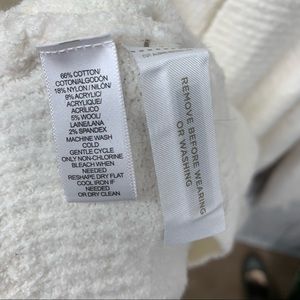 66% COTTON/
COTON/ALGODÓN
18% NYLON / NILÓN/
9% ACRYLIC/
ACRYLIQUE/
ACRÍLICO
5% WOOL/
LAINE/LANA
2% SPANDEX
MACHINE WASH
COLD
GENTLE CYCLE
ONLY NON-CHLORINE
BLEACH WHEN
NEEDED
RESHAPE DRY FLAT
COOL IRON IF
NEEDED
OR DRY CLEAN
REMOVE BEFORE WEARING
OR WASHING